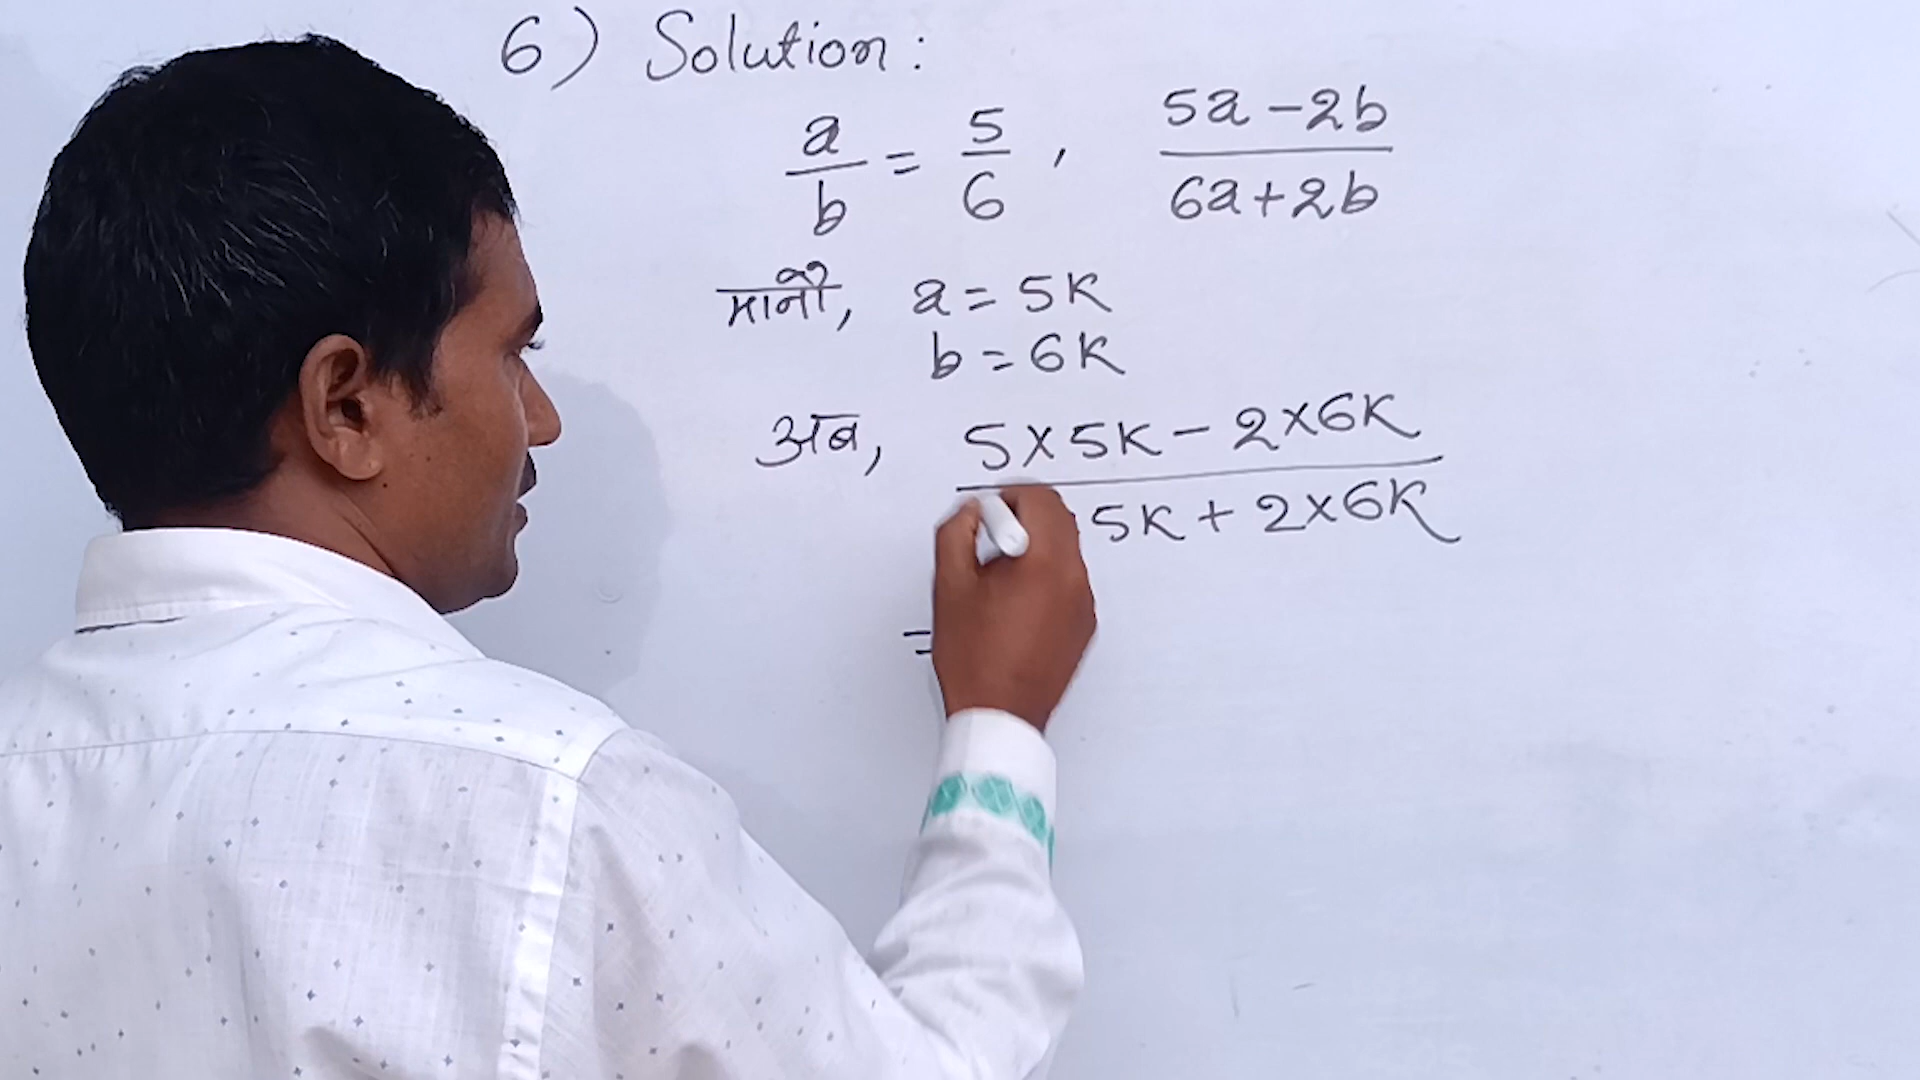 6) Solution :
a/b = 5/6 , (5a - 2b)/(6a + 2b)
मानौ, a = 5K
b = 6K
अब, 5 × 5K - 2 × 6K
5K + 2 × 6K
=